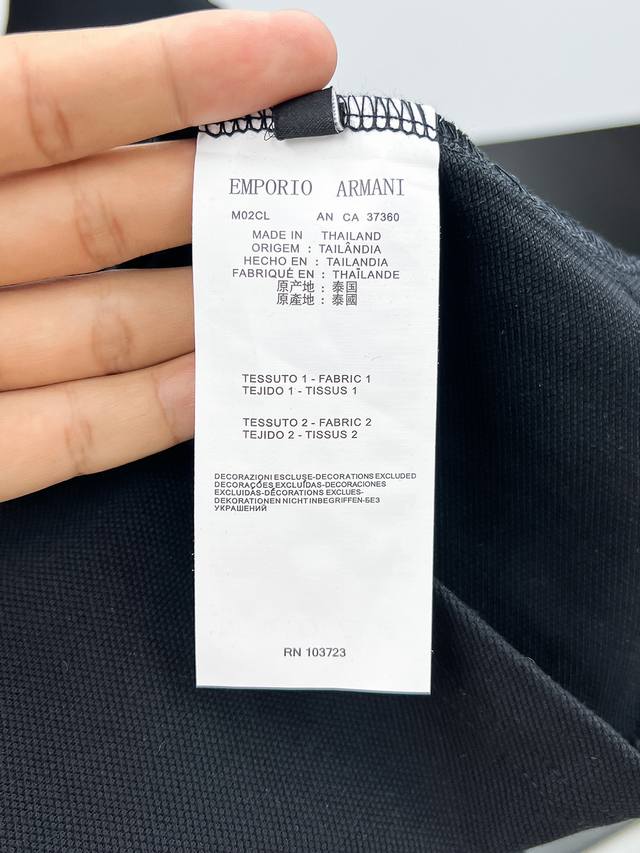 EMPORIO ARMANI
M02CL AN CA 37360
MADE IN THAILAND
ORIGEM : TAILÂNDIA
HECHO EN : TAILANDIA
FABRIQUÉ EN : THAÏLANDE
原产地 : 泰国
原產地 : 泰國
TESSUTO 1 - FABRIC 1
TEJIDO 1 - TISSUS 1
TESSUTO 2 - FABRIC 2
TEJIDO 2 - TISSUS 2
DECORAZIONI ESCLUSE-DECORATIONS EXCLUDED
DECORAÇÕES EXCLUÍDAS-DECORACIONES
EXCLUIDAS-DÉCORATIONS EXCLUES-
DEKORATIONEN NICHT INBEGRIFFEN-БЕЗ
УКРАШЕНИЙ
RN 103723